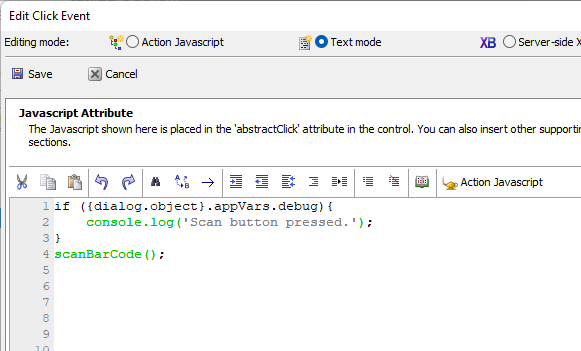 Edit Click Event
Editing mode: Action Javascript Text mode XB Server-side X
Save Cancel
Javascript Attribute
The Javascript shown here is placed in the 'abstractClick' attribute in the control. You can also insert other supportin
sections.
A B Action Javascript
1 if ({dialog.object}.appVars.debug){
2 console.log('Scan button pressed.');
3 }
4 scanBarCode();
5
6
7
7
8
9
10